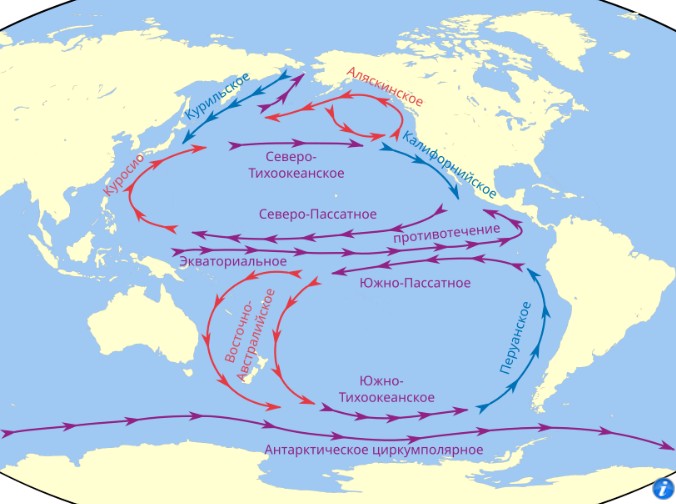 Курильское
Аляскинское
Куросио
Северо-
Тихоокеанское
Калифорнийское
Северо-Пассатное
противотечение
Экваториальное
Южно-Пассатное
Восточно-
Австралийское
Перуанское
Южно-
Тихоокеанское
Антарктическое циркумполярное
i